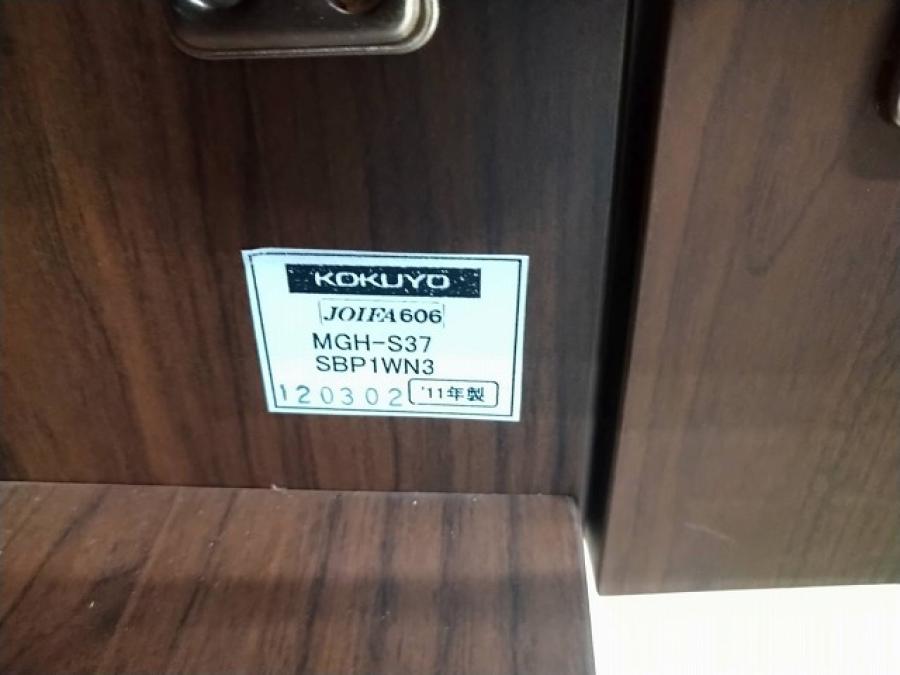 KOKUYO
JOIFA606
MGH-S37
SBP1WN3
120302 '11年製